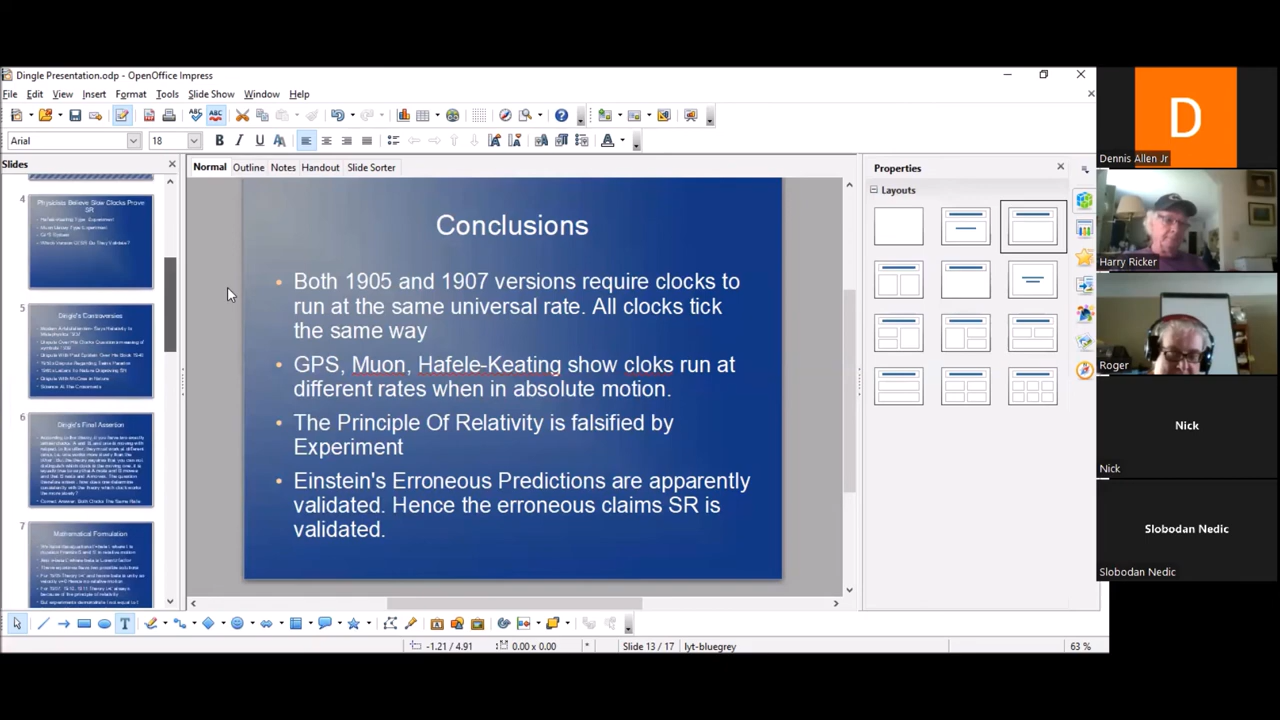 Dingle Presentation.odp - OpenOffice Impress
File Edit View Insert Format Tools Slide Show Window Help
Arial
18
Slides
Normal Outline Notes Handout Slide Sorter
4
Physicists Believe Slow Clocks Prove
SR
5
Dingle's Controversies
6
Dingle's Final Assertion
7
Mathematical Formulation
Conclusions
Both 1905 and 1907 versions require clocks to
run at the same universal rate. All clocks tick
the same way
GPS, Muon, Hafele-Keating show cloks run at
different rates when in absolute motion.
The Principle Of Relativity is falsified by
Experiment
Einstein's Erroneous Predictions are apparently
validated. Hence the erroneous claims SR is
validated.
Properties
Layouts
-1.21 / 4.91
0.00 x 0.00
*
Slide 13 / 17
lyt-bluegrey
63 %
D
Dennis Allen Jr
Harry Ricker
Roger
Nick
Nick
Slobodan Nedic
Slobodan Nedic